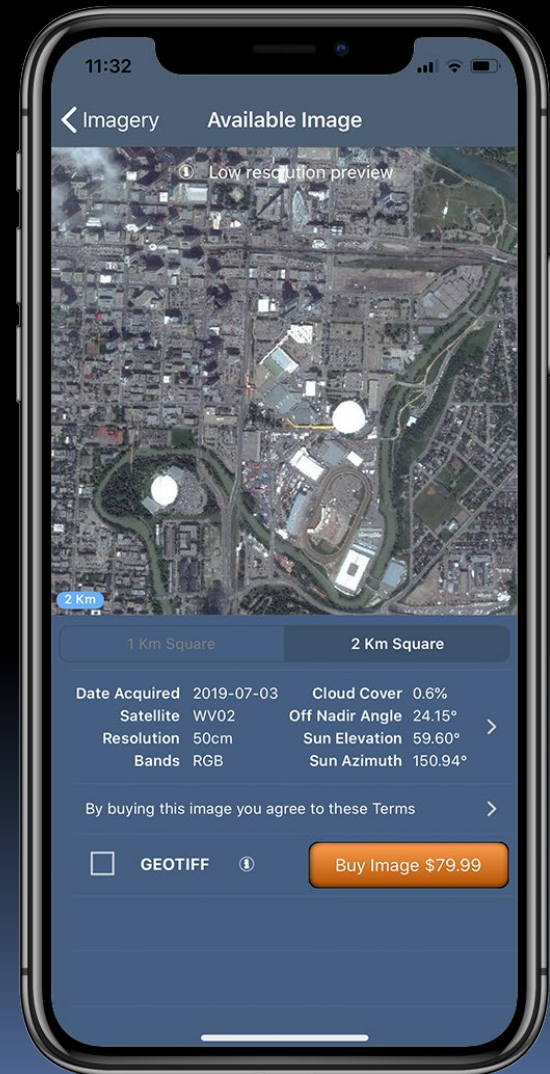 11:32
Imagery
Available Image
Low resolution preview
2 Km
1 Km Square
2 Km Square
Date Acquired 2019-07-03 Cloud Cover 0.6%
Satellite WV02 Off Nadir Angle 24.15°
Resolution 50cm Sun Elevation 59.60°
Bands RGB Sun Azimuth 150.94°
By buying this image you agree to these Terms
GEOTIFF
Buy Image $79.99